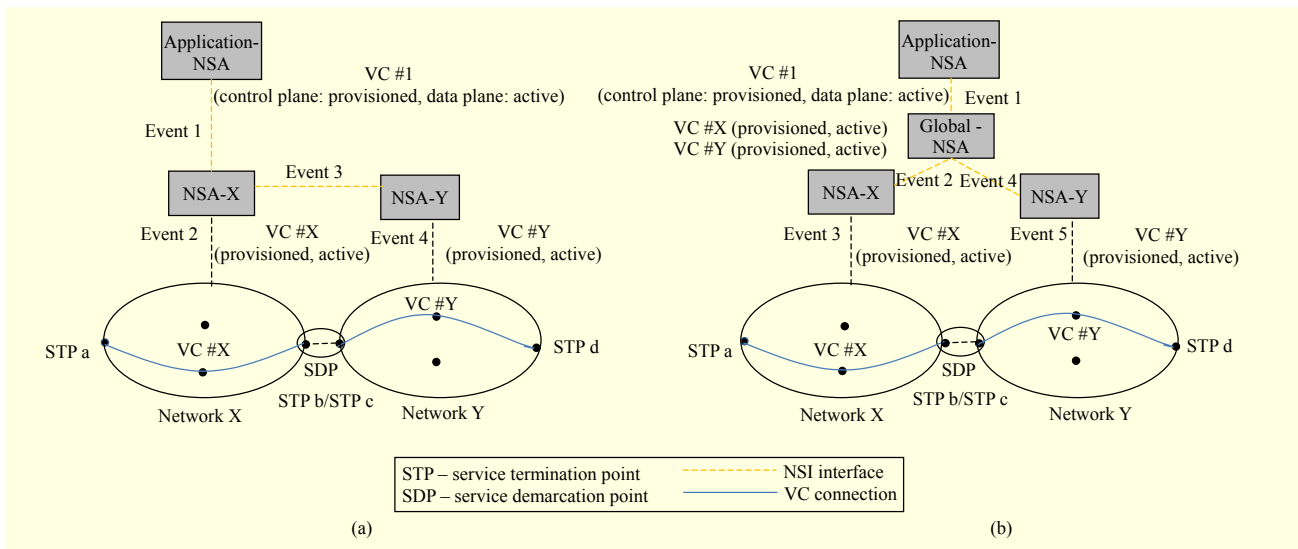 Application-
NSA
VC #1
(control plane: provisioned, data plane: active)
Event 1
Event 3
NSA-X
NSA-Y
Event 2
VC #X
(provisioned, active)
Event 4
VC #Y
(provisioned, active)
VC #Y
VC #X
STP a
STP d
SDP
STP b/STP c
Network X
Network Y
(a)
Application-
NSA
VC #1
(control plane: provisioned, data plane: active)
Event 1
VC #X (provisioned, active)
VC #Y (provisioned, active)
Global -
NSA
Event 2
Event 4
NSA-X
NSA-Y
Event 3
VC #X
(provisioned, active)
Event 5
VC #Y
(provisioned, active)
VC #X
VC #Y
STP a
STP d
SDP
STP b/STP c
Network X
Network Y
(b)
STP – service termination point
SDP – service demarcation point
NSI interface
VC connection